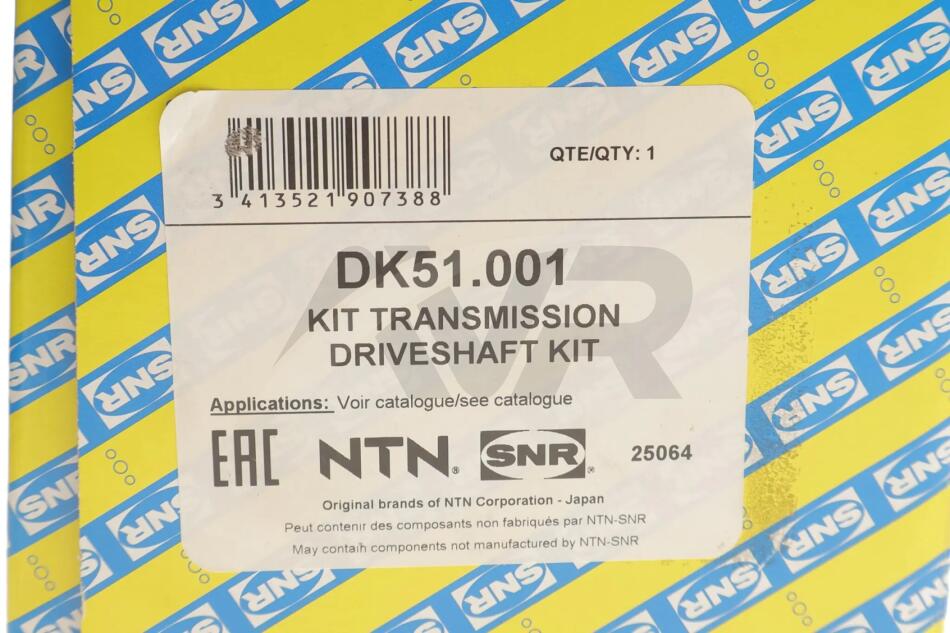 QTE/QTY: 1
3 413521 907388
DK51.001
KIT TRANSMISSION
DRIVESHAFT KIT
Applications: Voir catalogue/see catalogue
EAC NTN® SNR® 25064
Original brands of NTN Corporation - Japan
Peut contenir des composants non fabriqués par NTN-SNR
May contain components not manufactured by NTN-SNR